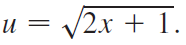 u = √(2x + 1).